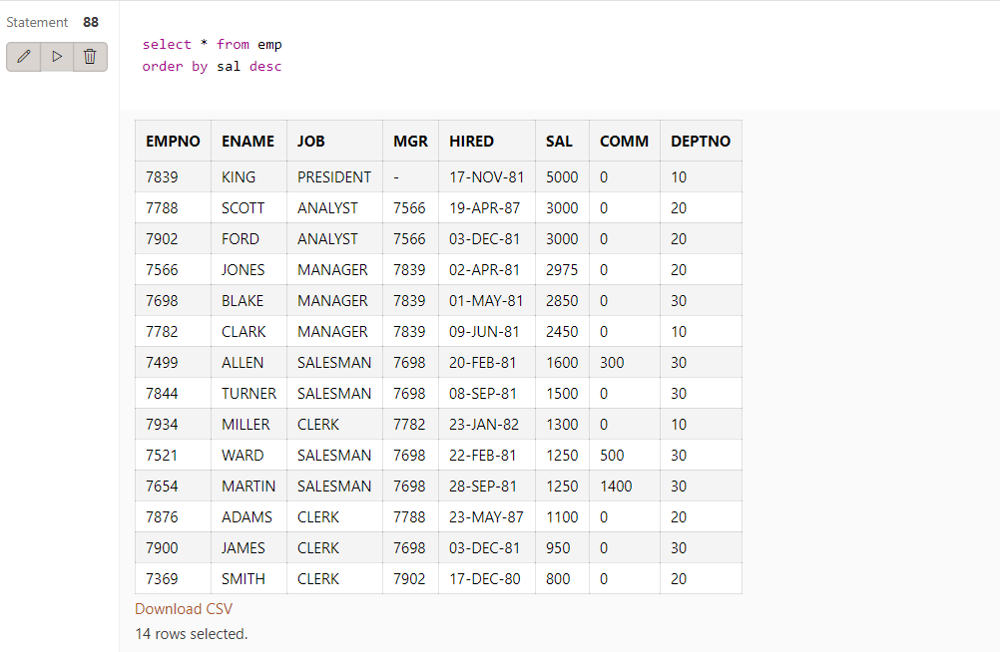 Statement 88
select * from emp
order by sal desc
EMPNO ENAME JOB MGR HIRED SAL COMM DEPTNO
7839 KING PRESIDENT - 17-NOV-81 5000 0 10
7788 SCOTT ANALYST 7566 19-APR-87 3000 0 20
7902 FORD ANALYST 7566 03-DEC-81 3000 0 20
7566 JONES MANAGER 7839 02-APR-81 2975 0 20
7698 BLAKE MANAGER 7839 01-MAY-81 2850 0 30
7782 CLARK MANAGER 7839 09-JUN-81 2450 0 10
7499 ALLEN SALESMAN 7698 20-FEB-81 1600 300 30
7844 TURNER SALESMAN 7698 08-SEP-81 1500 0 30
7934 MILLER CLERK 7782 23-JAN-82 1300 0 10
7521 WARD SALESMAN 7698 22-FEB-81 1250 500 30
7654 MARTIN SALESMAN 7698 28-SEP-81 1250 1400 30
7876 ADAMS CLERK 7788 23-MAY-87 1100 0 20
7900 JAMES CLERK 7698 03-DEC-81 950 0 30
7369 SMITH CLERK 7902 17-DEC-80 800 0 20
Download CSV
14 rows selected.